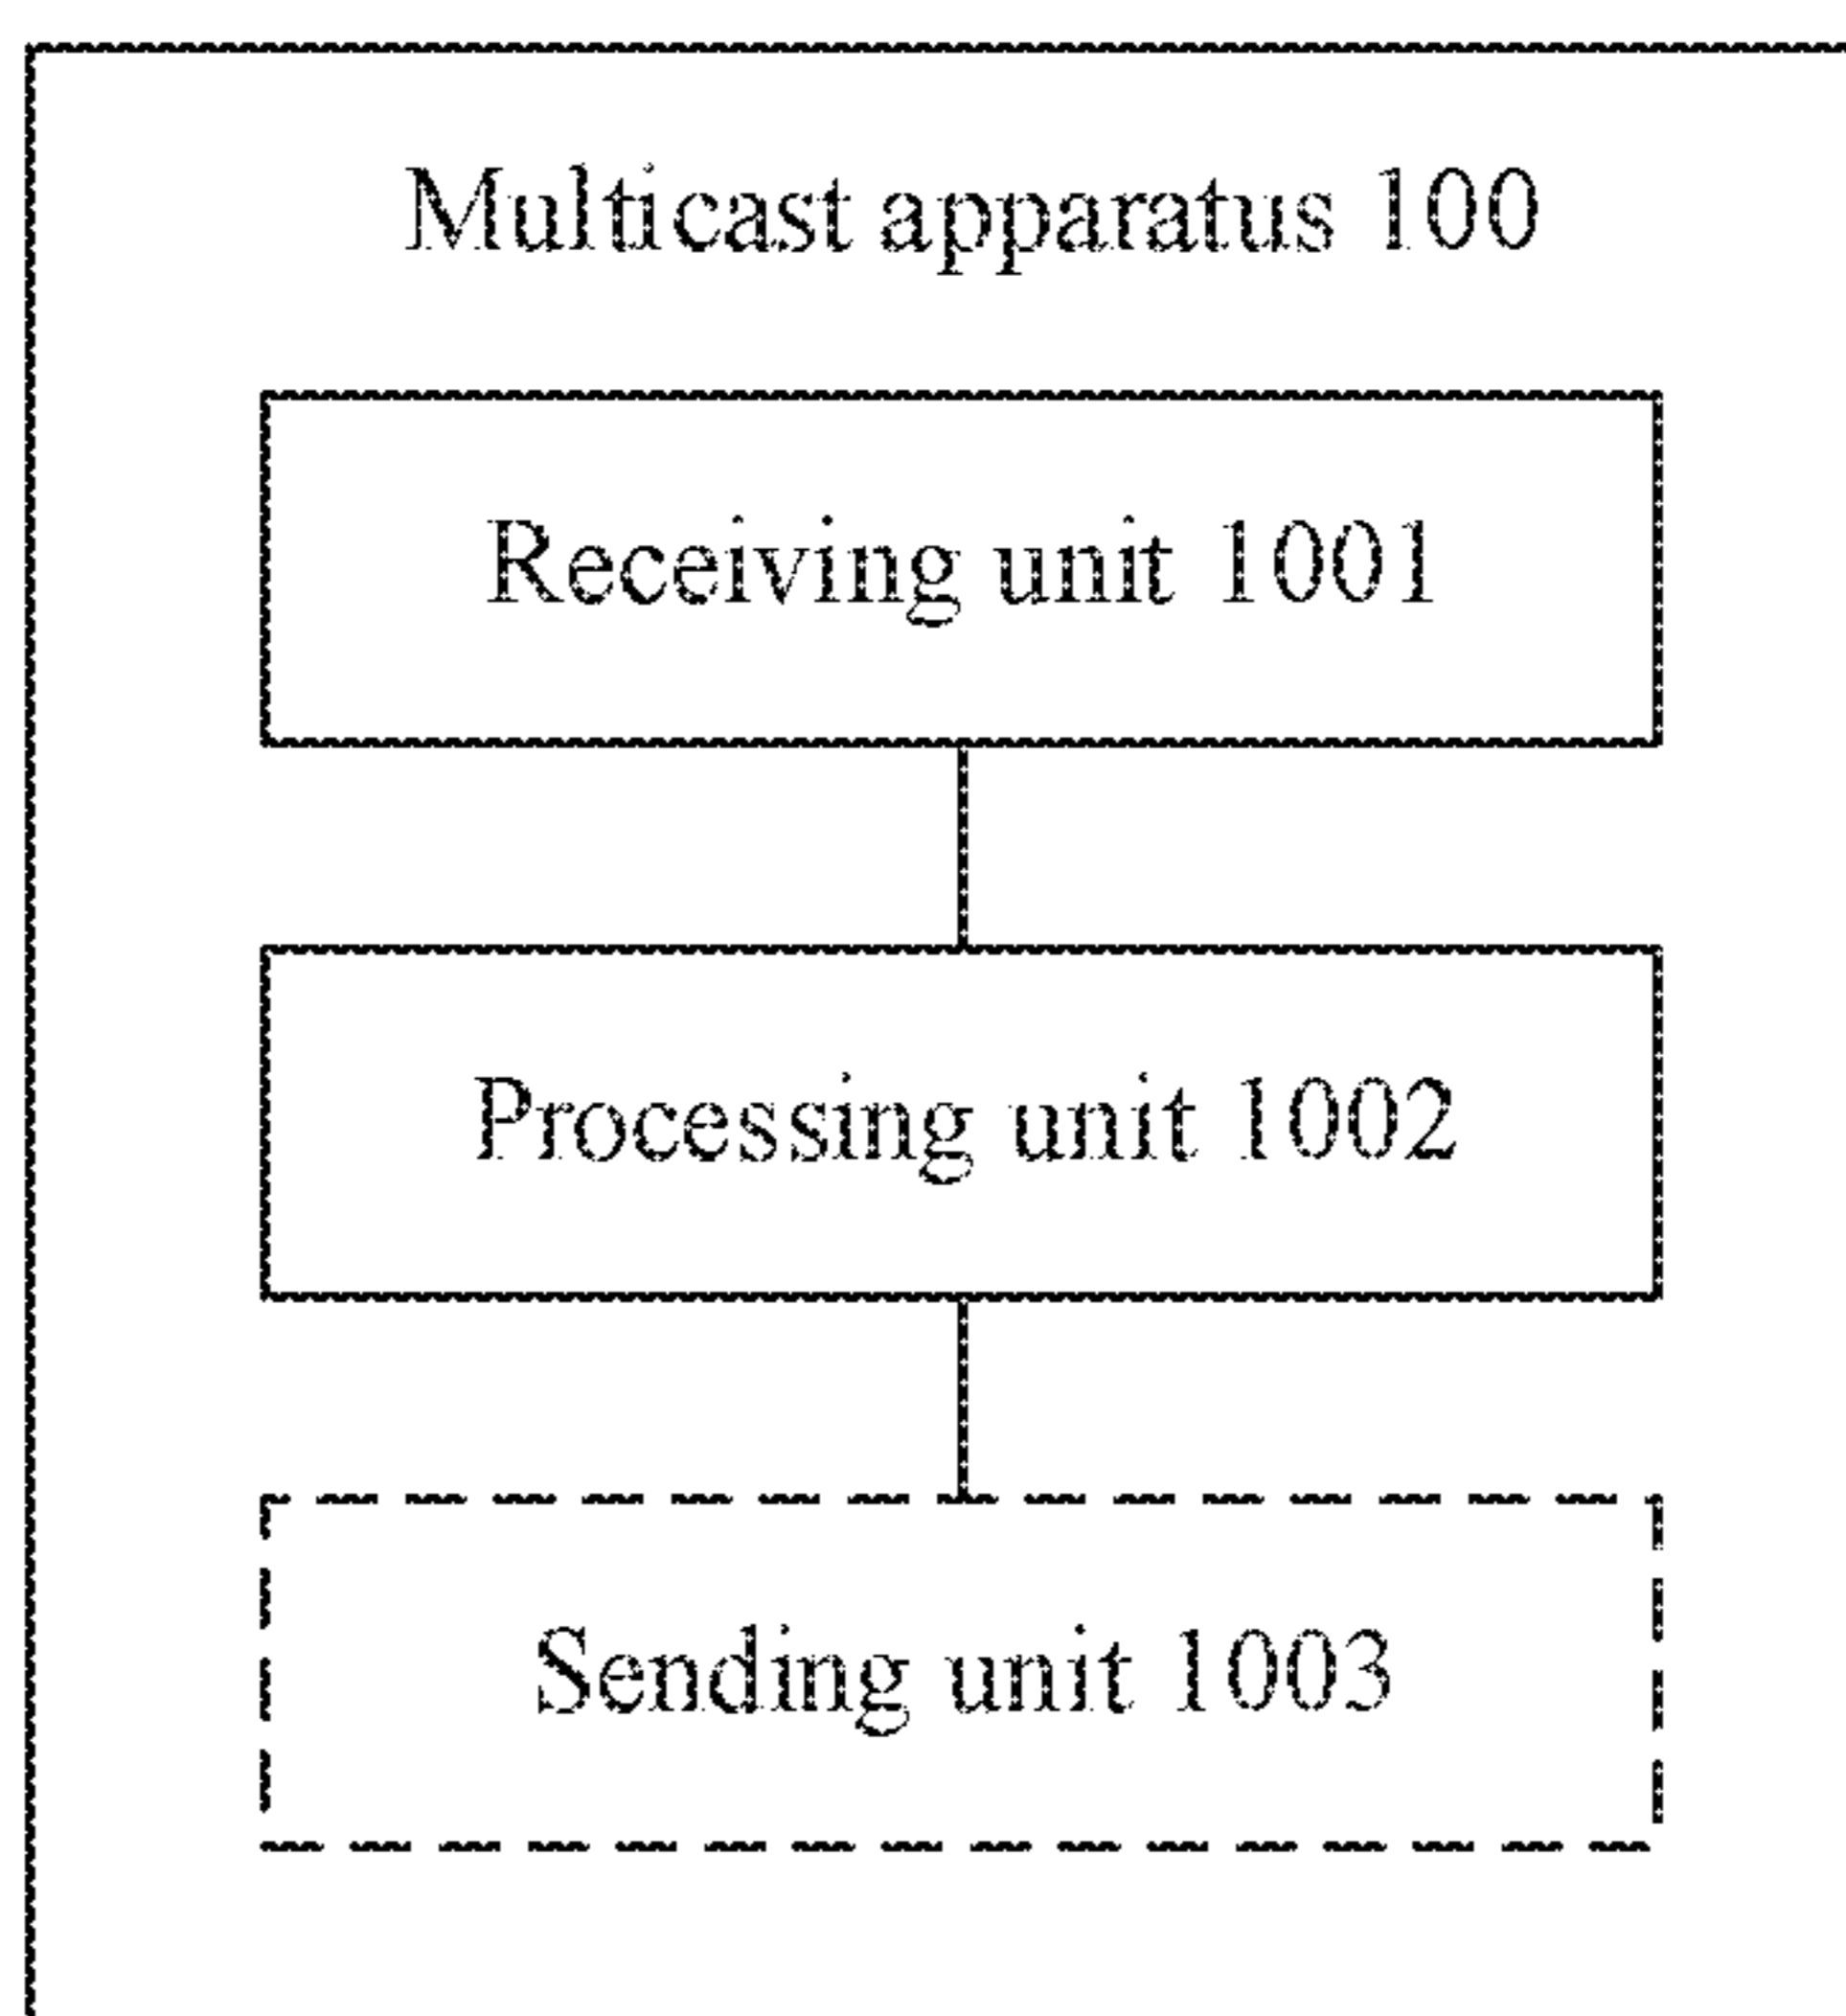 Multicast apparatus 100
Receiving unit 1001
Processing unit 1002
Sending unit 1003